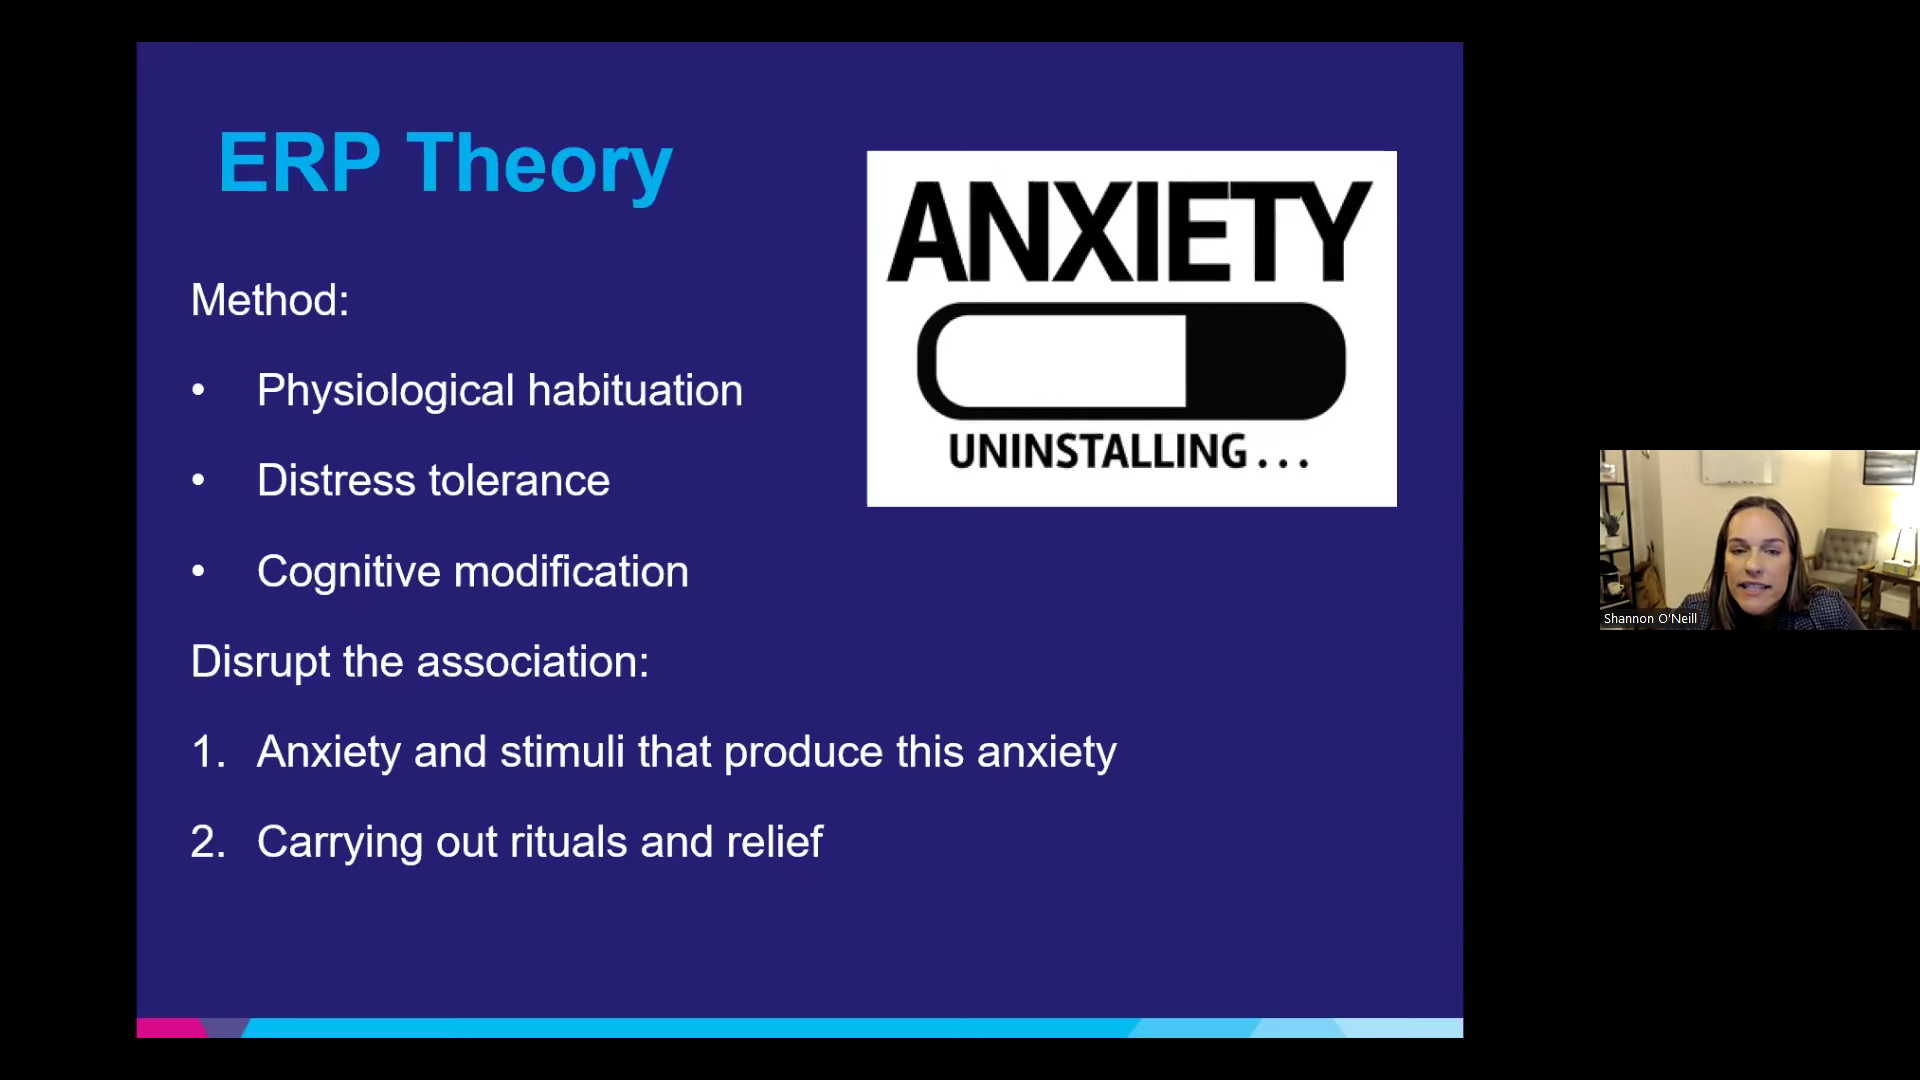 ERP Theory
Method:
• Physiological habituation
• Distress tolerance
• Cognitive modification
Disrupt the association:
1. Anxiety and stimuli that produce this anxiety
2. Carrying out rituals and relief
ANXIETY
UNINSTALLING...
Shannon O'Neill